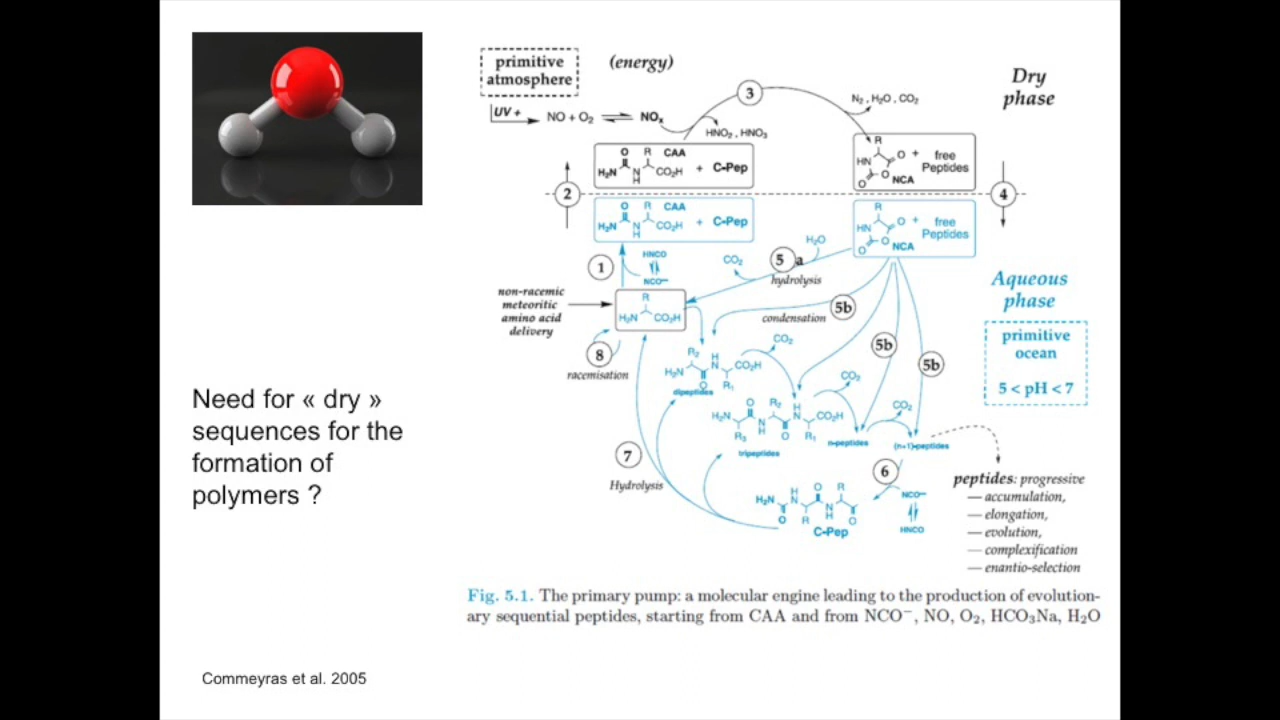 primitive
atmosphere
(energy)
Dry
phase
UV +
NO + O₂ ⇌ NOₓ
3
N₂ , H₂O , CO₂
HNO₂ , HNO₃
O R CAA
H₂N N H CO₂H + C-Pep
R
HN O + free
Peptides
O O NCA
2
4
O R CAA
H₂N N H CO₂H + C-Pep
R
HN O + free
Peptides
O O NCA
1
HNCO
NCO⁻
CO₂
5 a
H₂O
hydrolysis
Aqueous
phase
non-racemic
meteoritic
amino acid
delivery
R
H₂N CO₂H
condensation
5b
5b
5b
primitive
ocean
5 < pH < 7
8
racemisation
R₂ H N CO₂H
H₂N O R₁
dipeptides
CO₂
CO₂
CO₂
H₂N O R₂ H N CO₂H
R₃ N H O R₁
tripeptides
n-peptides
(n+1)-peptides
7
Hydrolysis
6
NCO⁻
HNCO
H₂N H N O R
O R N H O
C-Pep
peptides: progressive
— accumulation,
— elongation,
— evolution,
— complexification
— enantio-selection
Need for « dry »
sequences for the
formation of
polymers ?
Fig. 5.1. The primary pump: a molecular engine leading to the production of evolution-
ary sequential peptides, starting from CAA and from NCO⁻, NO, O₂, HCO₃Na, H₂O
Commeyras et al. 2005